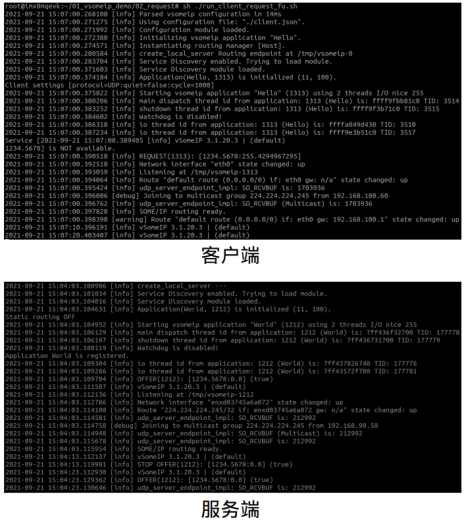 root@imx8mqevk:~/01_vsomeip_demo/02_request# sh ./run_client_request_fu.sh
2021-09-21 15:07:00.268108 [info] Parsed vsomeip configuration in 14ms
2021-09-21 15:07:00.271275 [info] Using configuration file: "./client.json".
2021-09-21 15:07:00.271992 [info] Configuration module loaded.
2021-09-21 15:07:00.272360 [info] Initializing vsomeip application "Hello".
2021-09-21 15:07:00.274571 [info] Instantiating routing manager [Host].
2021-09-21 15:07:00.280584 [info] create_local_server Routing endpoint at /tmp/vsomeip-0
2021-09-21 15:07:00.283704 [info] Service Discovery enabled. Trying to load module.
2021-09-21 15:07:00.371603 [info] Service Discovery module loaded.
2021-09-21 15:07:00.374184 [info] Application(Hello, 1313) is initialized (11, 100).
Client settings [protocol=UDP:quiet=false:cycle=1000]
2021-09-21 15:07:00.375822 [info] Starting vsomeip application "Hello" (1313) using 2 threads I/O nice 255
2021-09-21 15:07:00.380206 [info] main dispatch thread id from application: 1313 (Hello) is: ffff9fbb81c0 TID: 3514
2021-09-21 15:07:00.383252 [info] shutdown thread id from application: 1313 (Hello) is: ffff9f3b71c0 TID: 3515
2021-09-21 15:07:00.384602 [info] Watchdog is disabled!
2021-09-21 15:07:00.386318 [info] io thread id from application: 1313 (Hello) is: ffffa049d430 TID: 3510
2021-09-21 15:07:00.387234 [info] io thread id from application: 1313 (Hello) is: ffff9e3b51c0 TID: 3517
Service [2021-09-21 15:07:00.389405 [info] vSomeIP 3.1.20.3 | (default)
1234.5678] is NOT available.
2021-09-21 15:07:00.390518 [info] REQUEST(1313): [1234.5678:255.4294967295]
2021-09-21 15:07:00.392518 [info] Network interface "eth0" state changed: up
2021-09-21 15:07:00.393059 [info] Listening at /tmp/vsomeip-1313
2021-09-21 15:07:00.394064 [info] Route "default route (0.0.0.0/0) if: eth0 gw: n/a" state changed: up
2021-09-21 15:07:00.395424 [info] udp_server_endpoint_impl: SO_RCVBUF is: 1703936
2021-09-21 15:07:00.396006 [debug] Joining to multicast group 224.224.224.245 from 192.168.100.60
2021-09-21 15:07:00.396762 [info] udp_server_endpoint_impl: SO_RCVBUF (Multicast) is: 1703936
2021-09-21 15:07:00.397828 [info] SOME/IP routing ready.
2021-09-21 15:07:00.398398 [warning] Route "default route (0.0.0.0/0) if: eth0 gw: 192.168.100.1" state changed: up
2021-09-21 15:07:10.396191 [info] vSomeIP 3.1.20.3 | (default)
2021-09-21 15:07:20.403407 [info] vSomeIP 3.1.20.3 | (default)
客户端
2021-09-21 15:04:03.100906 [info] create_local_server ---
2021-09-21 15:04:03.101034 [info] Service Discovery enabled. Trying to load module.
2021-09-21 15:04:03.104016 [info] Service Discovery module loaded.
2021-09-21 15:04:03.104631 [info] Application(World, 1212) is initialized (11, 100).
Static routing OFF
2021-09-21 15:04:03.104952 [info] Starting vsomeip application "World" (1212) using 2 threads I/O nice 255
2021-09-21 15:04:03.106129 [info] main dispatch thread id from application: 1212 (World) is: 7ff436f32700 TID: 177778
2021-09-21 15:04:03.106197 [info] shutdown thread id from application: 1212 (World) is: 7ff436731700 TID: 177779
2021-09-21 15:04:03.108119 [info] Watchdog is disabled!
Application World is registered.
2021-09-21 15:04:03.109304 [info] io thread id from application: 1212 (World) is: 7ff437826740 TID: 177776
2021-09-21 15:04:03.109286 [info] io thread id from application: 1212 (World) is: 7ff43572f700 TID: 177781
2021-09-21 15:04:03.109704 [info] OFFER(1212): [1234.5678:0.0] (true)
2021-09-21 15:04:03.111507 [info] vSomeIP 3.1.20.3 | (default)
2021-09-21 15:04:03.112136 [info] Listening at /tmp/vsomeip-1212
2021-09-21 15:04:03.112786 [info] Network interface "enxd03745a6a072" state changed: up
2021-09-21 15:04:03.114100 [info] Route "224.224.224.245/32 if: enxd03745a6a072 gw: n/a" state changed: up
2021-09-21 15:04:03.114581 [info] udp_server_endpoint_impl: SO_RCVBUF is: 212992
2021-09-21 15:04:03.114758 [debug] Joining to multicast group 224.224.224.245 from 192.168.90.50
2021-09-21 15:04:03.114948 [info] udp_server_endpoint_impl: SO_RCVBUF (Multicast) is: 212992
2021-09-21 15:04:03.115678 [info] udp_server_endpoint_impl: SO_RCVBUF is: 212992
2021-09-21 15:04:03.115954 [info] SOME/IP routing ready.
2021-09-21 15:04:13.112137 [info] vSomeIP 3.1.20.3 | (default)
2021-09-21 15:04:13.119981 [info] STOP OFFER(1212): [1234.5678:0.0] (true)
2021-09-21 15:04:23.112930 [info] vSomeIP 3.1.20.3 | (default)
2021-09-21 15:04:23.129362 [info] OFFER(1212): [1234.5678:0.0] (true)
2021-09-21 15:04:23.130646 [info] udp_server_endpoint_impl: SO_RCVBUF is: 212992
服务端